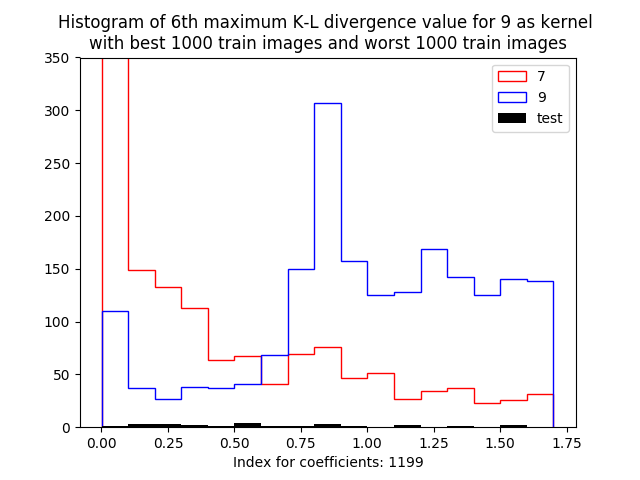 Histogram of 6th maximum K-L divergence value for 9 as kernel
with best 1000 train images and worst 1000 train images
7
9
test
350
300
250
200
150
100
50
0
0.00 0.25 0.50 0.75 1.00 1.25 1.50 1.75
Index for coefficients: 1199